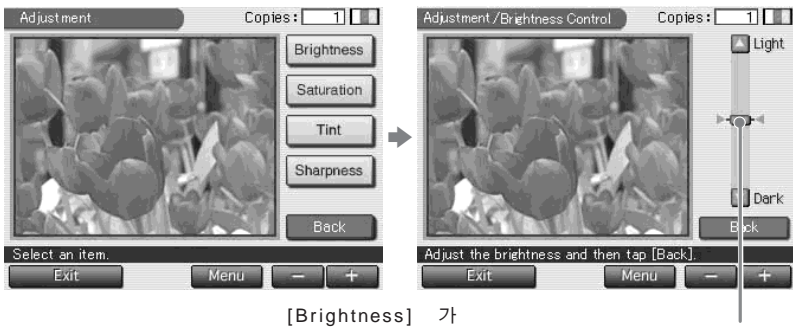 Adjustment
Copies: 1
Brightness
Saturation
Tint
Sharpness
Back
Select an item.
Exit Menu − +
Adjustment/Brightness Control
Copies: 1
Light
Dark
Back
Adjust the brightness and then tap [Back].
Exit Menu − +
[Brightness] 가